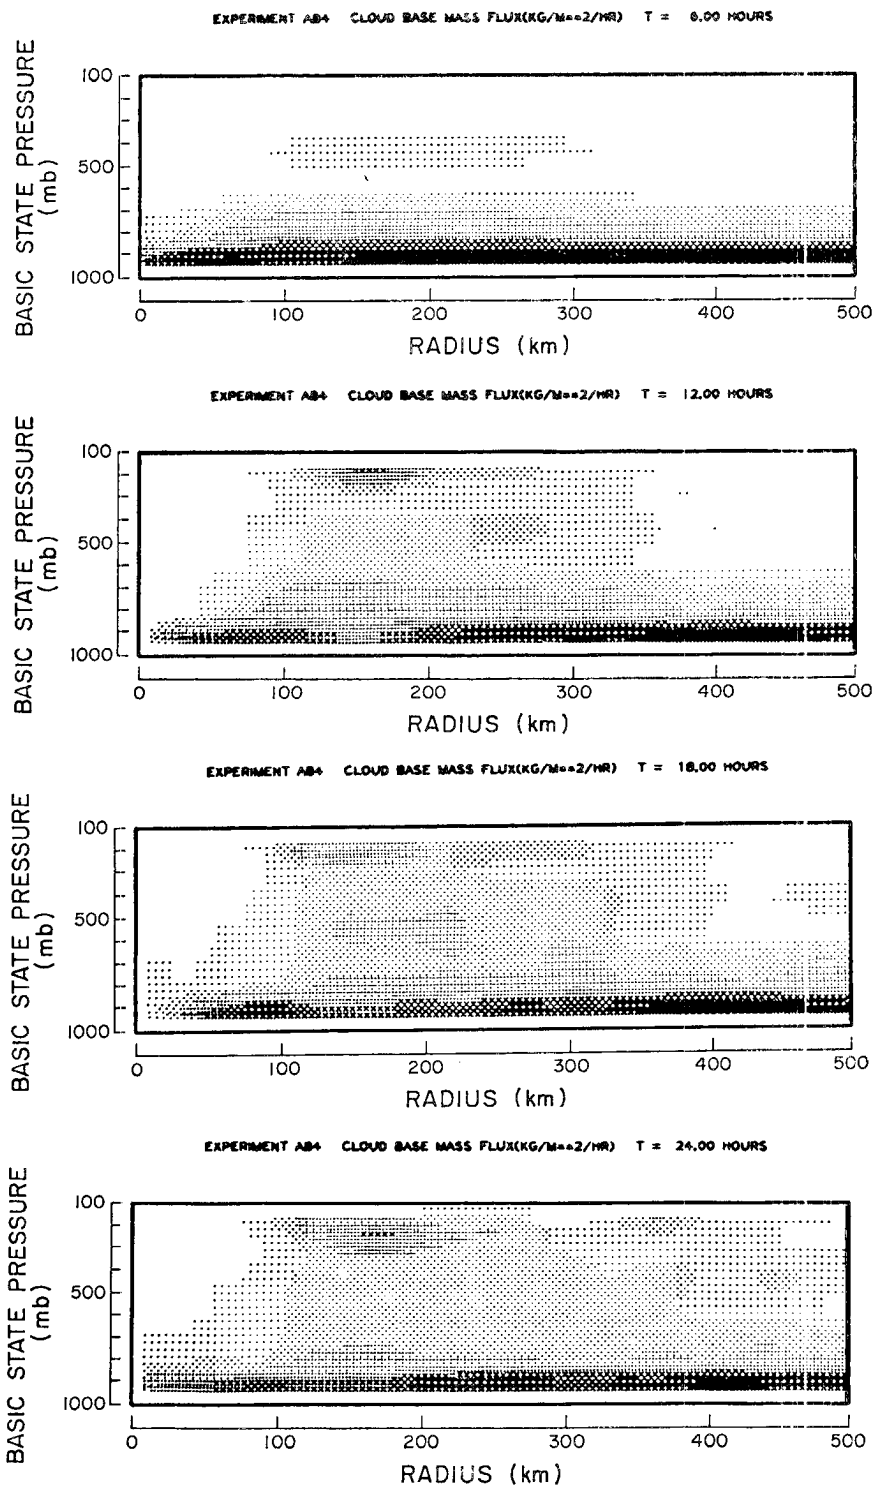 EXPERIMENT AB4 CLOUD BASE MASS FLUX(KG/M**2/HR) T = 6.00 HOURS
BASIC STATE PRESSURE
(mb)
100
500
1000
0 100 200 300 400 500
RADIUS (km)
EXPERIMENT AB4 CLOUD BASE MASS FLUX(KG/M**2/HR) T = 12.00 HOURS
BASIC STATE PRESSURE
(mb)
100
500
1000
0 100 200 300 400 500
RADIUS (km)
EXPERIMENT AB4 CLOUD BASE MASS FLUX(KG/M**2/HR) T = 18.00 HOURS
BASIC STATE PRESSURE
(mb)
100
500
1000
0 100 200 300 400 500
RADIUS (km)
EXPERIMENT AB4 CLOUD BASE MASS FLUX(KG/M**2/HR) T = 24.00 HOURS
BASIC STATE PRESSURE
(mb)
100
500
1000
0 100 200 300 400 500
RADIUS (km)